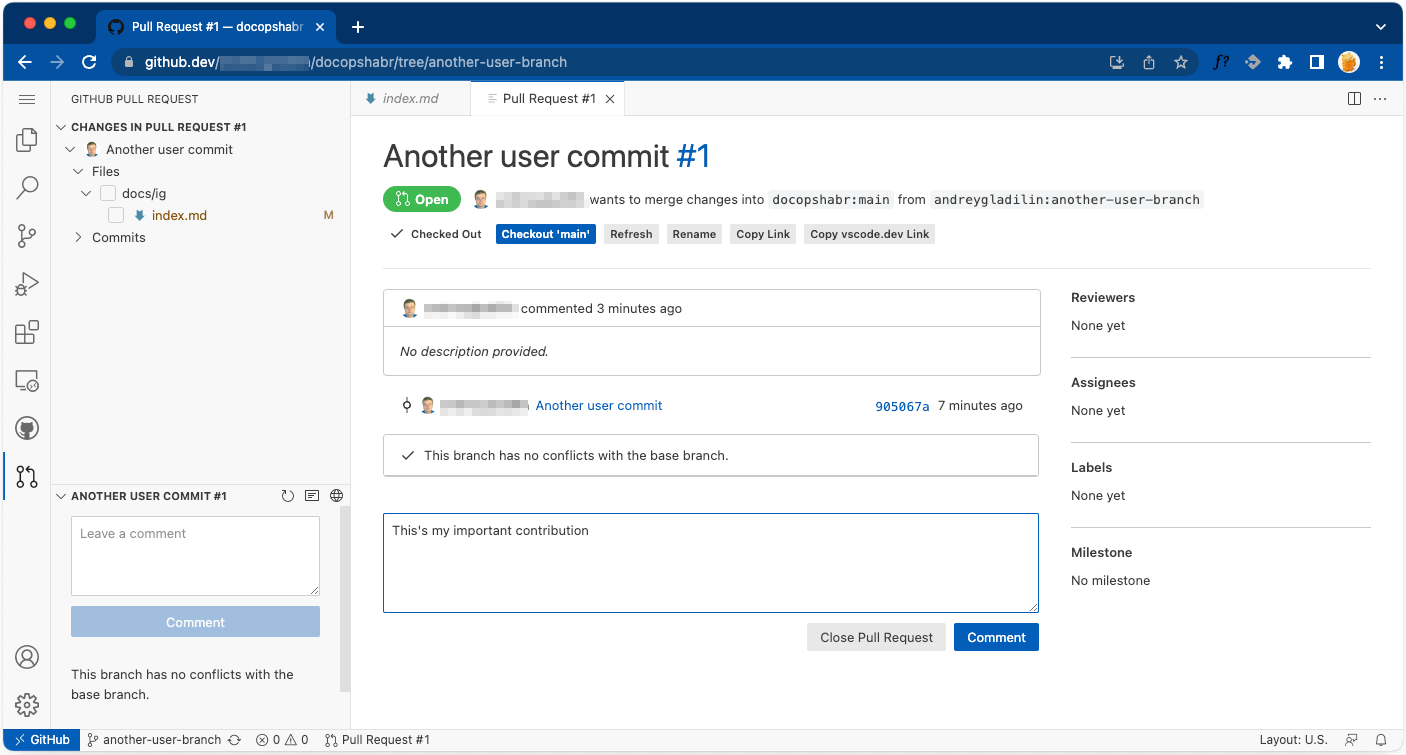 Pull Request #1 — docopshabr
github.dev/ /docopshabr/tree/another-user-branch
f?
GITHUB PULL REQUEST
CHANGES IN PULL REQUEST #1
Another user commit
Files
docs/ig
index.md M
Commits
ANOTHER USER COMMIT #1
Leave a comment
Comment
This branch has no conflicts with the
base branch.
index.md
Pull Request #1
Another user commit #1
Open wants to merge changes into docopshabr:main from andreygladilin:another-user-branch
Checked Out Checkout 'main' Refresh Rename Copy Link Copy vscode.dev Link
commented 3 minutes ago
No description provided.
Another user commit 905067a 7 minutes ago
This branch has no conflicts with the base branch.
This's my important contribution
Close Pull Request Comment
Reviewers
None yet
Assignees
None yet
Labels
None yet
Milestone
No milestone
GitHub another-user-branch 0 0 Pull Request #1 Layout: U.S.